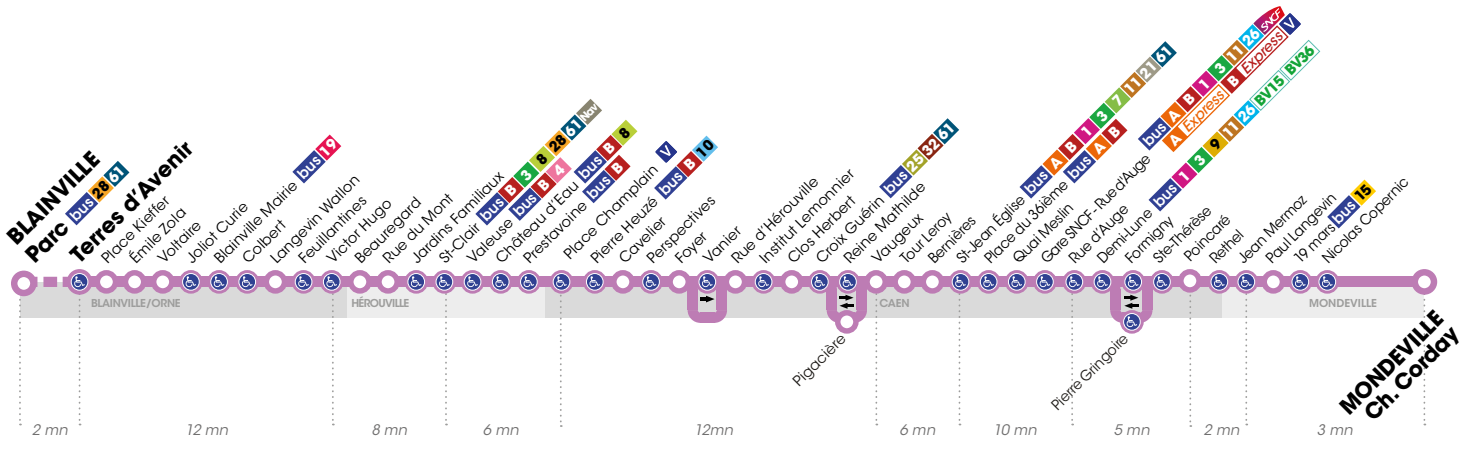 BLAINVILLE
Parc bus 28 61
Terres d'Avenir
Place Kieffer
Émile Zola
Voltaire
Joliot Curie
Blainville Mairie bus 19
Colbert
Langevin Wallon
Feuillantines
Victor Hugo
Beauregard
Rue du Mont
Jardins Familiaux
St-Clair bus B 3 8 28 61 Nav
Valeuse bus B 4
Château d'Eau bus B 8
Prestavoine bus B
Place Champlain V
Pierre Heuzé bus B 10
Cavelier
Perspectives
Foyer
Vanier
Rue d'Hérouville
Institut Lemonnier
Clos Herbert
Croix Guérin bus 25 32 61
Reine Mathilde
Vaugeux
Tour Leroy
Bernières
St-Jean Église bus A B 1 3 7 11 21 61
Place du 36ième bus A B
Quai Meslin
Gare SNCF - Rue d'Auge bus A B 1 3 11 26 SNCF
A Express B Express V
Rue d'Auge
Demi-Lune bus 1 3 9 11 26 BV15 BV36
Formigny
Ste-Thérèse
Poincaré
Rethel
Jean Mermoz
Paul Langevin
19 mars bus 15
Nicolas Copernic
BLAINVILLE/ORNE
HÉROUVILLE
CAEN
MONDEVILLE
Pigacière
Pierre Gringoire
MONDEVILLE
Ch. Corday
2 mn
12 mn
8 mn
6 mn
12mn
6 mn
10 mn
5 mn
2 mn
3 mn